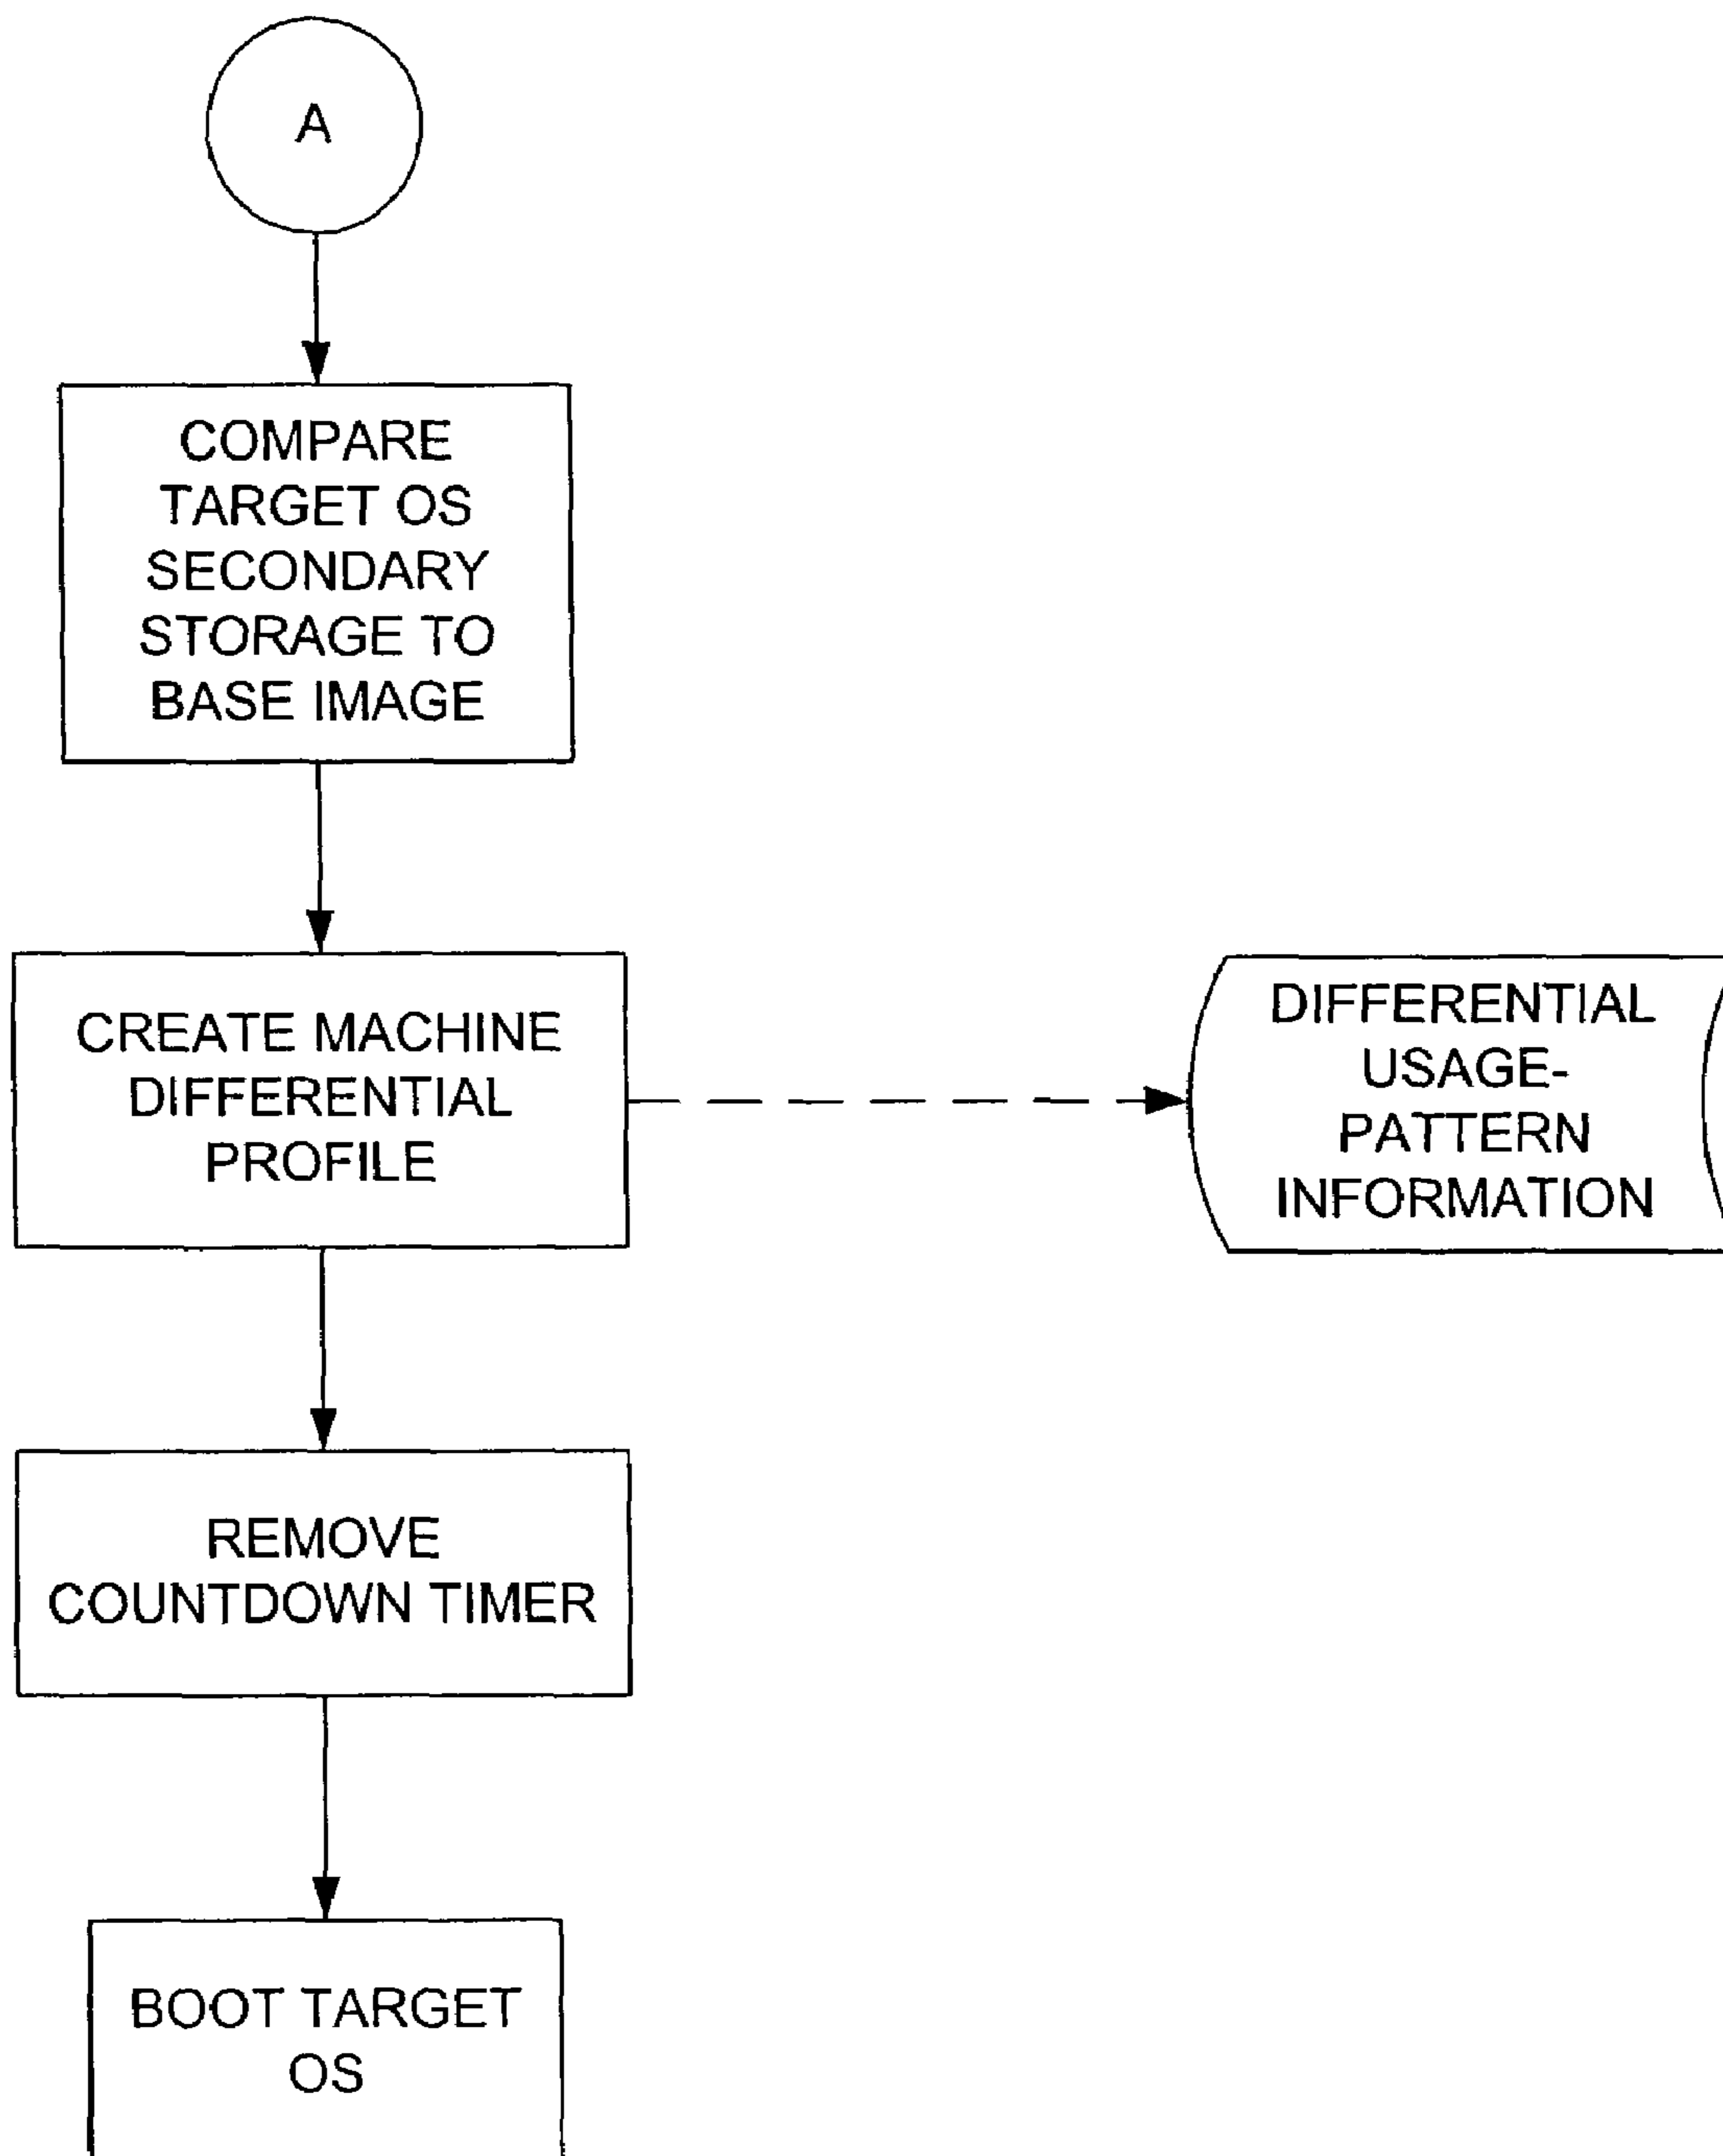 A
COMPARE
TARGET OS
SECONDARY
STORAGE TO
BASE IMAGE
CREATE MACHINE
DIFFERENTIAL
PROFILE
DIFFERENTIAL
USAGE-
PATTERN
INFORMATION
REMOVE
COUNTDOWN TIMER
BOOT TARGET
OS